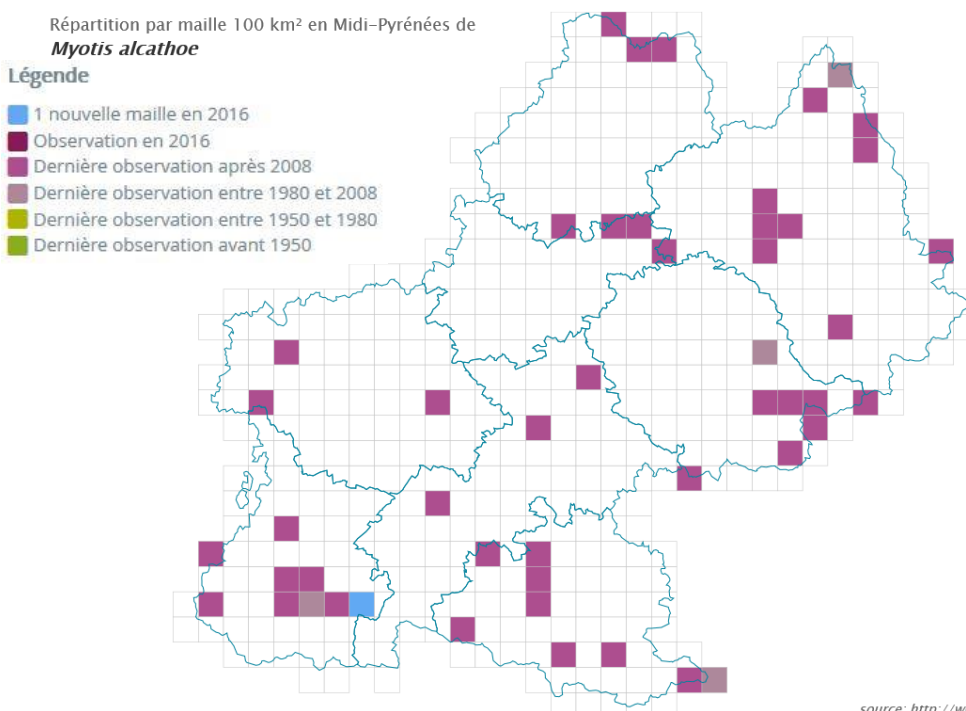 Répartition par maille 100 km² en Midi-Pyrénées de
Myotis alcathoe
Légende
1 nouvelle maille en 2016
Observation en 2016
Dernière observation après 2008
Dernière observation entre 1980 et 2008
Dernière observation entre 1950 et 1980
Dernière observation avant 1950
source: http://w